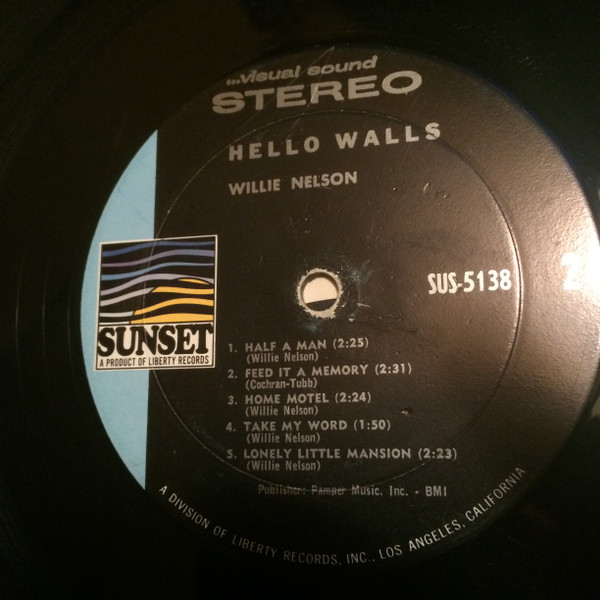 ...visual sound
STEREO
HELLO WALLS
WILLIE NELSON
SUS-5138
2
SUNSET
A PRODUCT OF LIBERTY RECORDS
1. HALF A MAN (2:25)
(Willie Nelson)
2. FEED IT A MEMORY (2:31)
(Cochran-Tubb)
3. HOME MOTEL (2:24)
(Willie Nelson)
4. TAKE MY WORD (1:50)
(Willie Nelson)
5. LONELY LITTLE MANSION (2:23)
(Willie Nelson)
Publisher: Pamper Music, Inc. - BMI
A DIVISION OF LIBERTY RECORDS, INC., LOS ANGELES, CALIFORNIA